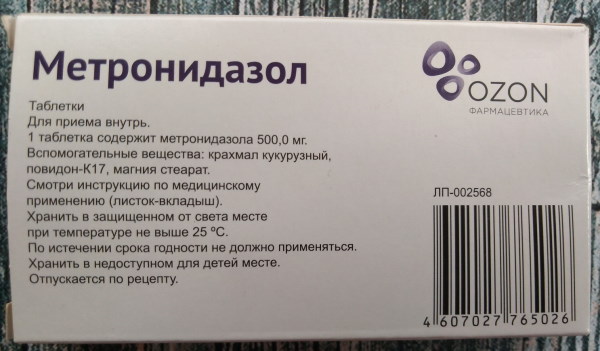 Метронидазол
OZON
ФАРМАЦЕВТИКА
Таблетки
Для приема внутрь.
1 таблетка содержит метронидазола 500,0 мг.
Вспомогательные вещества: крахмал кукурузный,
повидон-К17, магния стеарат.
Смотри инструкцию по медицинскому
применению (листок-вкладыш).
Хранить в защищенном от света месте
при температуре не выше 25 ºС.
По истечении срока годности не должно применяться.
Хранить в недоступном для детей месте.
Отпускается по рецепту.
ЛП-002568
4 607027 765026